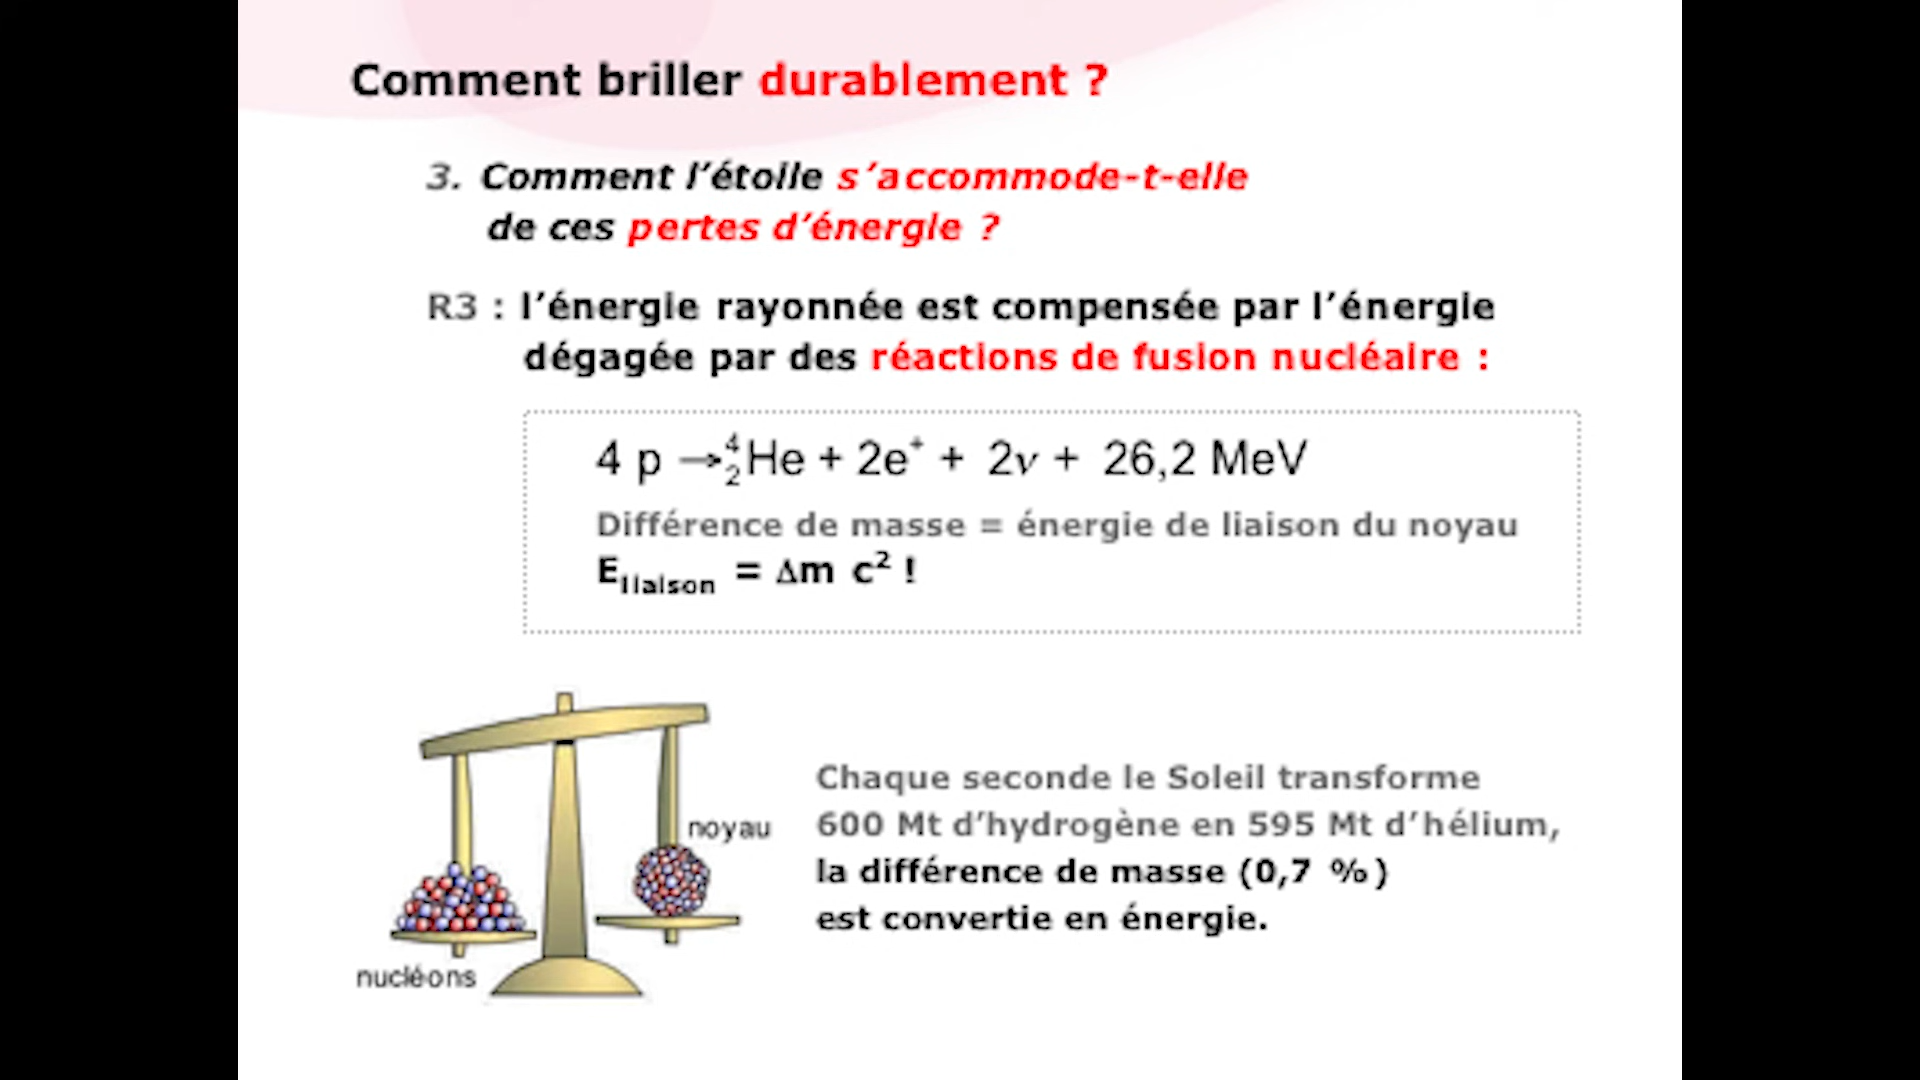 Comment briller durablement ?
3. Comment l’étoile s’accommode-t-elle
de ces pertes d’énergie ?
R3 : l’énergie rayonnée est compensée par l’énergie
dégagée par des réactions de fusion nucléaire :
4 p → ⁴₂He + 2e⁺ + 2ν + 26,2 MeV
Différence de masse = énergie de liaison du noyau
E liaison = Δm c² !
noyau
nucléons
Chaque seconde le Soleil transforme
600 Mt d’hydrogène en 595 Mt d’hélium,
la différence de masse (0,7 %)
est convertie en énergie.